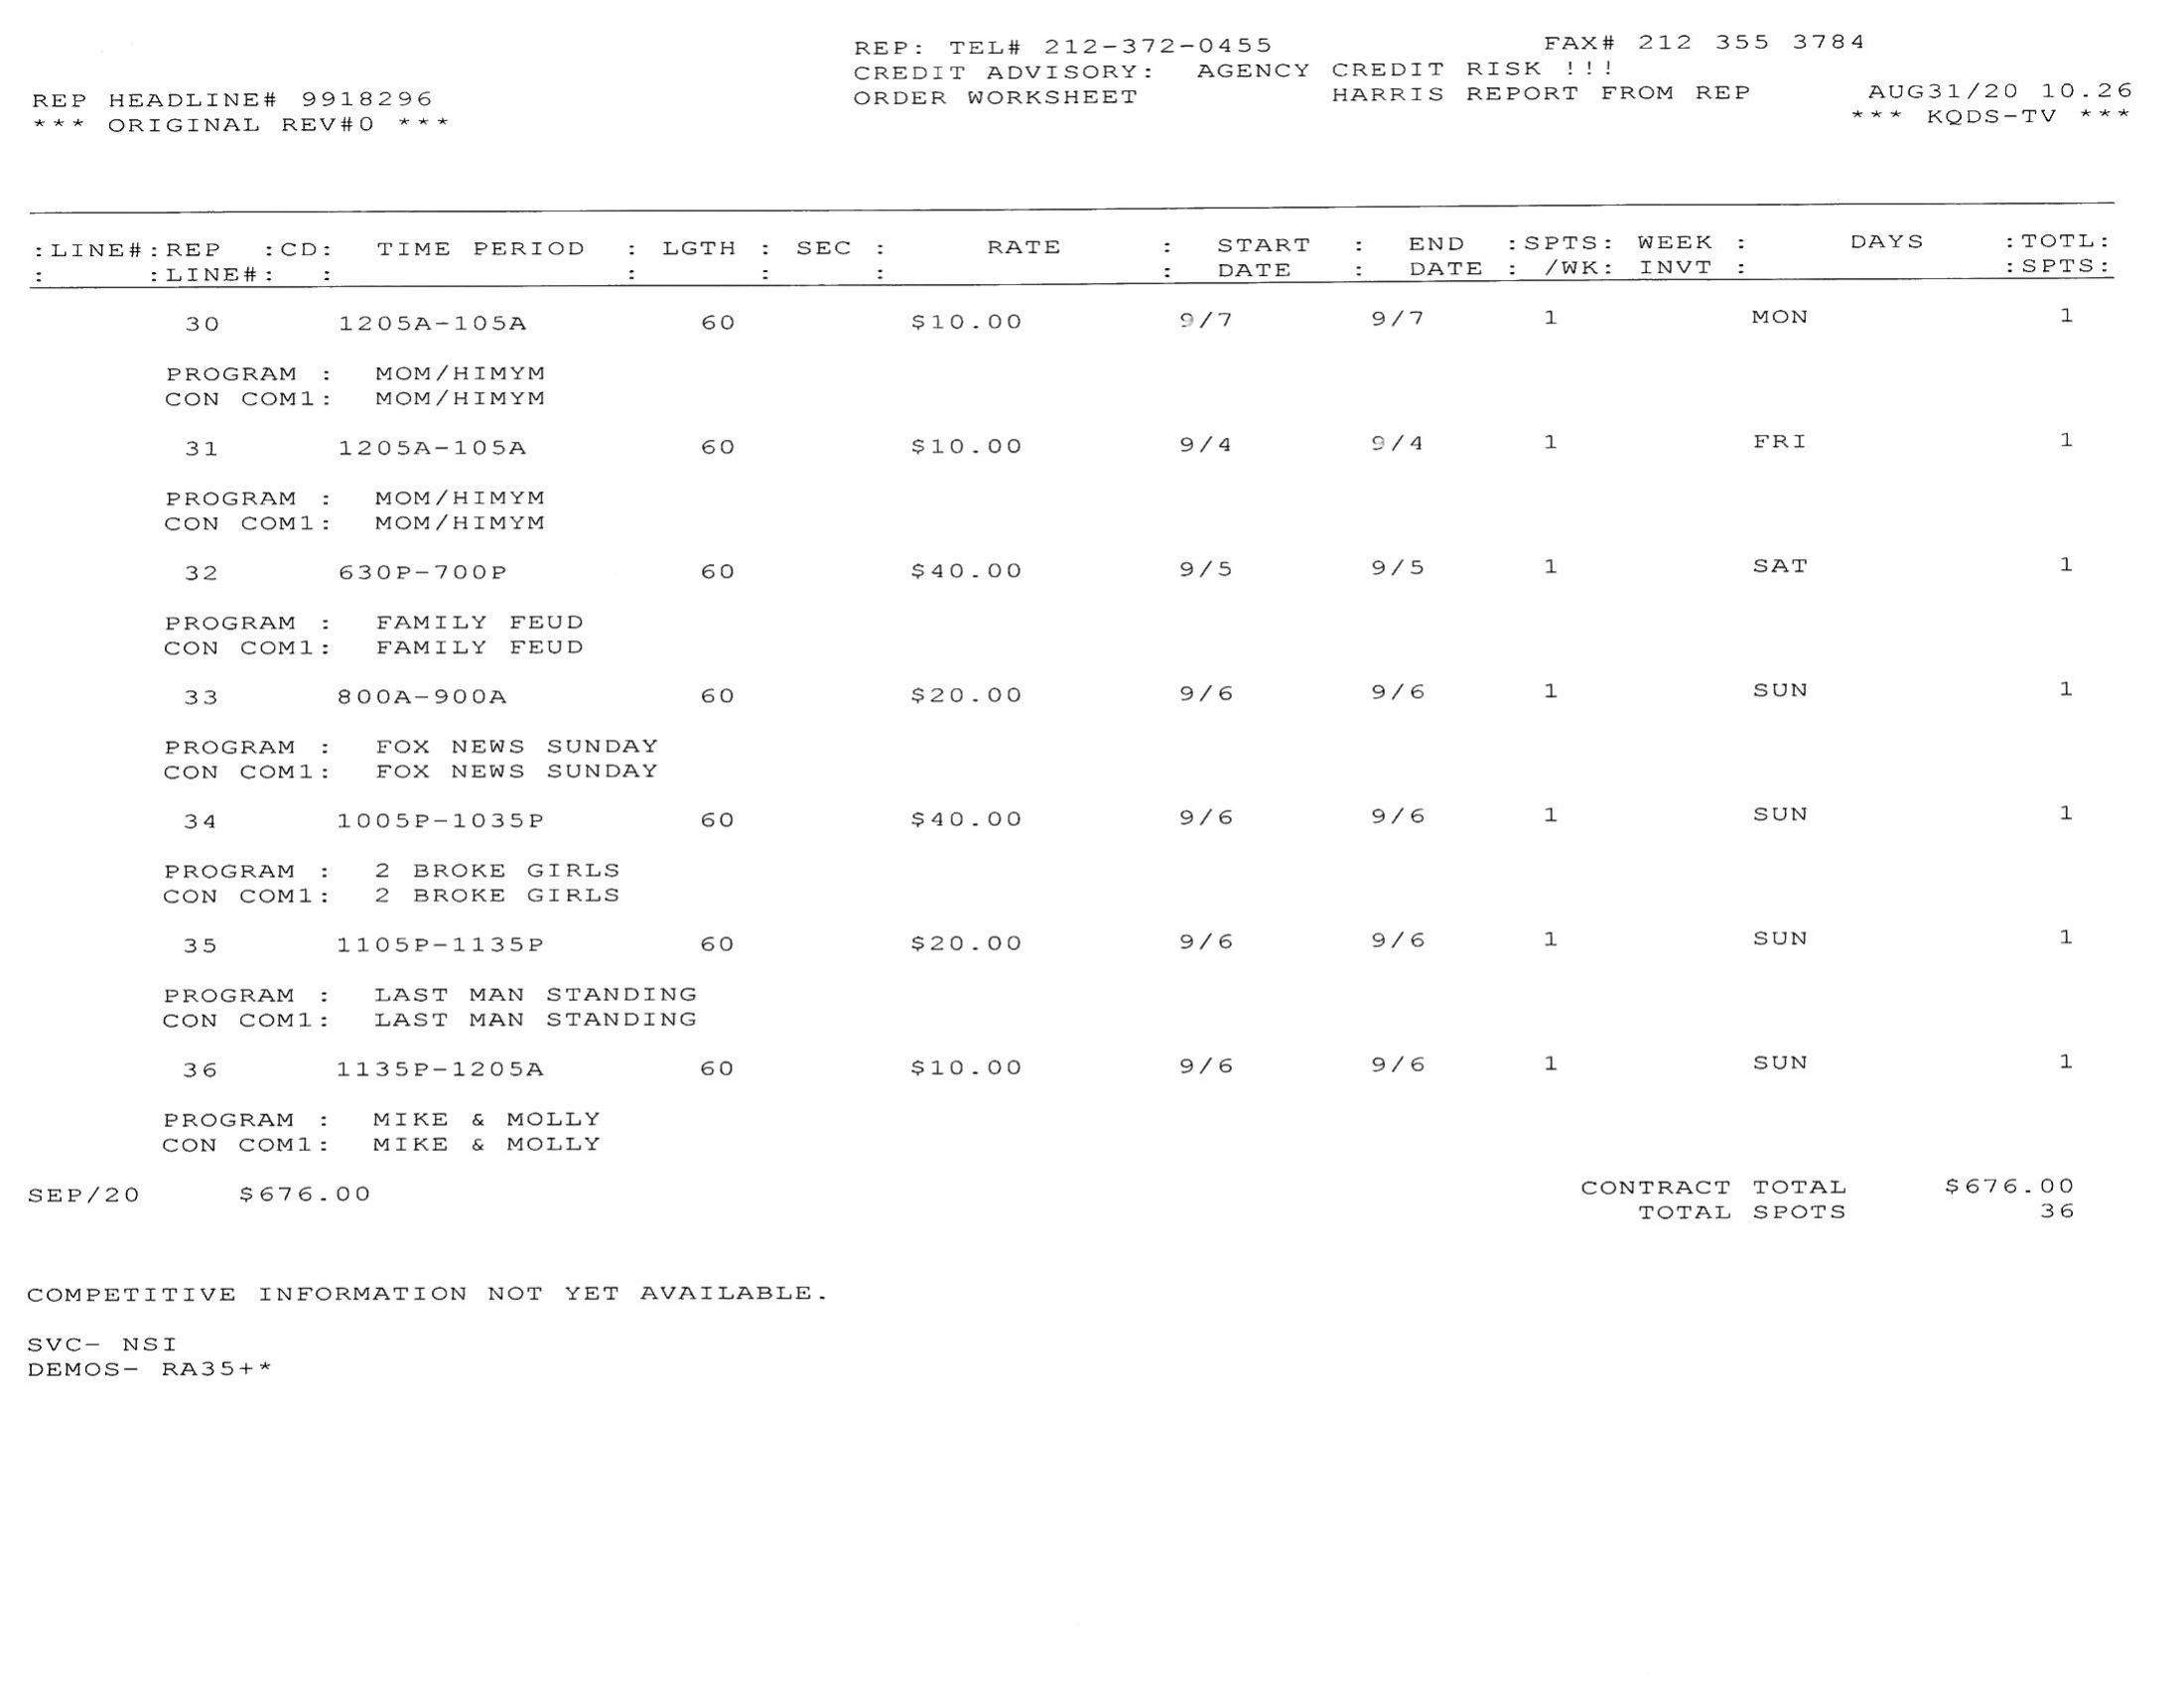 REP: TEL# 212-372-0455 FAX# 212 355 3784
CREDIT ADVISORY: AGENCY CREDIT RISK !!!
REP HEADLINE# 9918296 ORDER WORKSHEET HARRIS REPORT FROM REP AUG31/20 10.26
*** ORIGINAL REV#0 *** *** KQDS-TV ***
:LINE#:REP :CD: TIME PERIOD : LGTH : SEC : RATE : START : END :SPTS: WEEK : DAYS :TOTL:
: :LINE#: : : : : : DATE : DATE : /WK: INVT : :SPTS:
30 1205A-105A 60 $10.00 9/7 9/7 1 MON 1
PROGRAM : MOM/HIMYM
CON COM1: MOM/HIMYM
31 1205A-105A 60 $10.00 9/4 9/4 1 FRI 1
PROGRAM : MOM/HIMYM
CON COM1: MOM/HIMYM
32 630P-700P 60 $40.00 9/5 9/5 1 SAT 1
PROGRAM : FAMILY FEUD
CON COM1: FAMILY FEUD
33 800A-900A 60 $20.00 9/6 9/6 1 SUN 1
PROGRAM : FOX NEWS SUNDAY
CON COM1: FOX NEWS SUNDAY
34 1005P-1035P 60 $40.00 9/6 9/6 1 SUN 1
PROGRAM : 2 BROKE GIRLS
CON COM1: 2 BROKE GIRLS
35 1105P-1135P 60 $20.00 9/6 9/6 1 SUN 1
PROGRAM : LAST MAN STANDING
CON COM1: LAST MAN STANDING
36 1135P-1205A 60 $10.00 9/6 9/6 1 SUN 1
PROGRAM : MIKE & MOLLY
CON COM1: MIKE & MOLLY
SEP/20 $676.00 CONTRACT TOTAL $676.00
TOTAL SPOTS 36
COMPETITIVE INFORMATION NOT YET AVAILABLE.
SVC- NSI
DEMOS- RA35+*